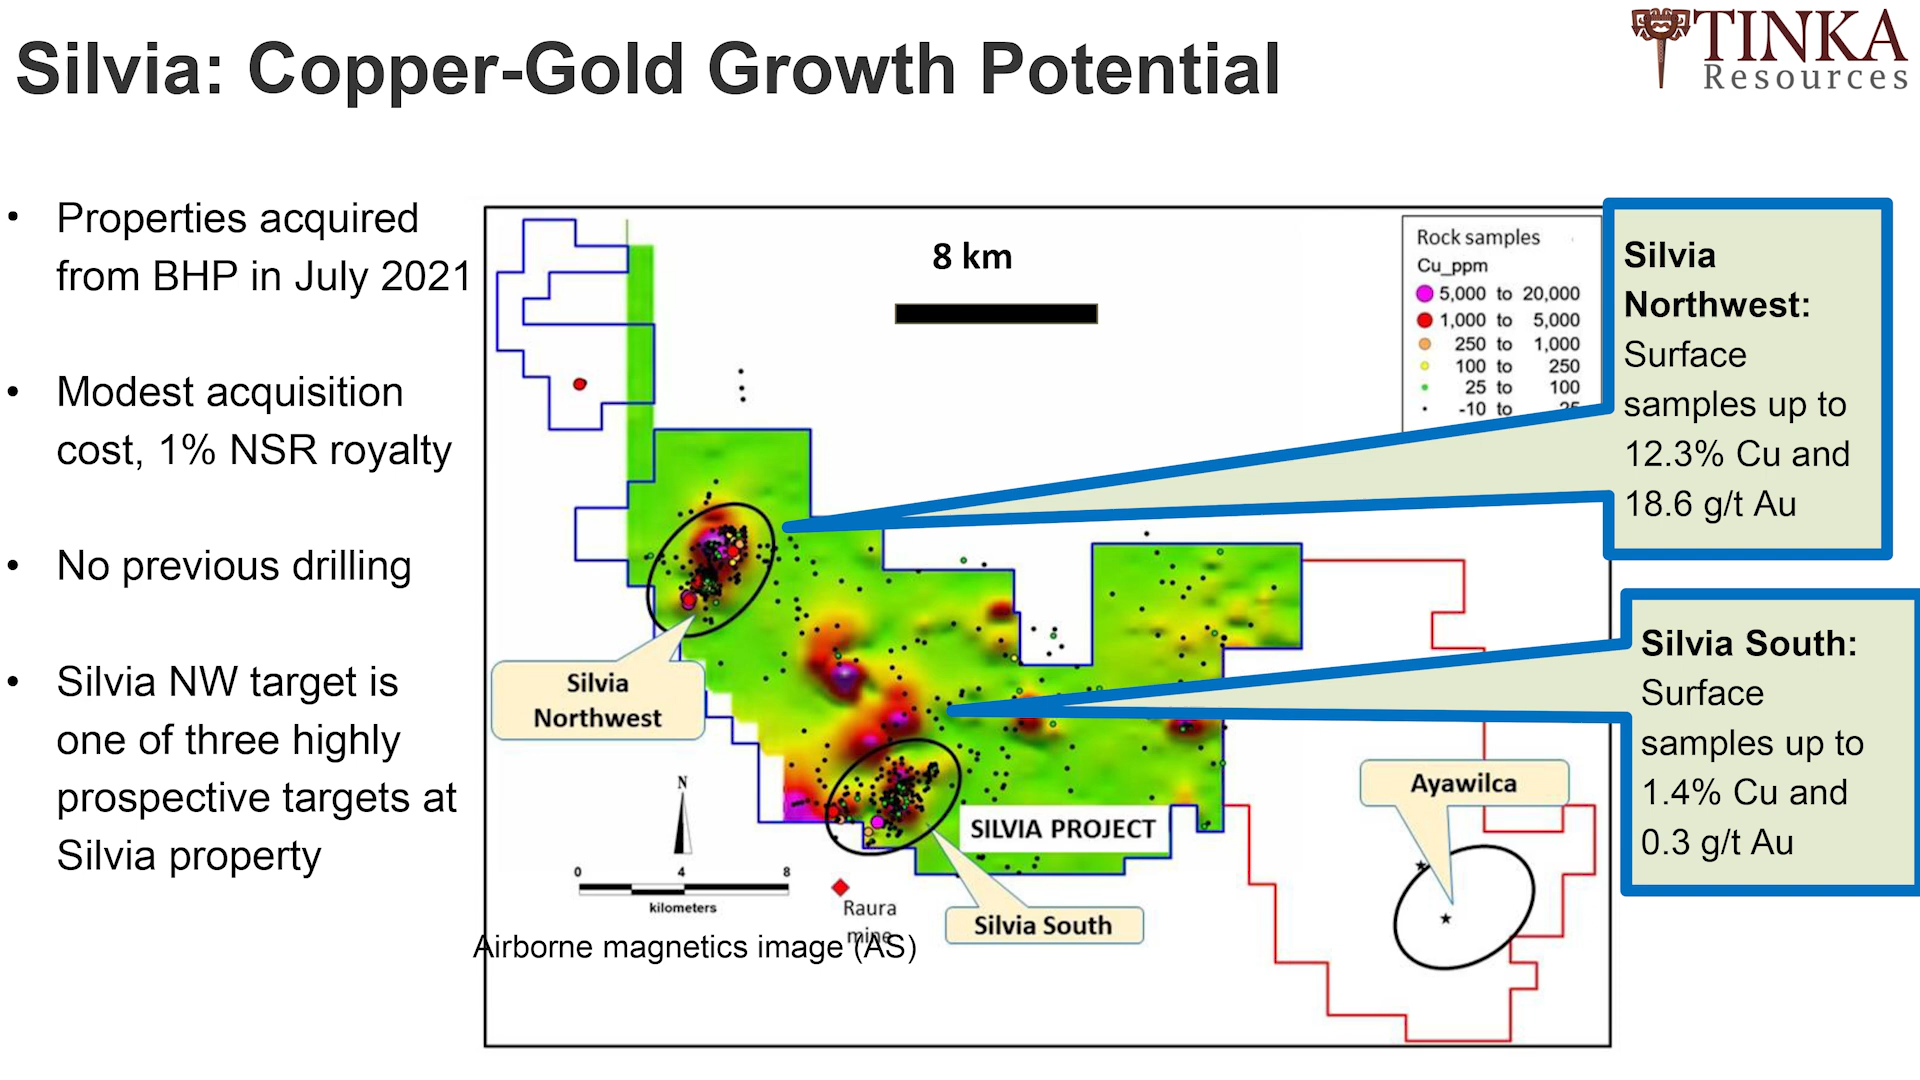 Silvia: Copper-Gold Growth Potential
TINKA
Resources
• Properties acquired
from BHP in July 2021
• Modest acquisition
cost, 1% NSR royalty
• No previous drilling
• Silvia NW target is
one of three highly
prospective targets at
Silvia property
8 km
Rock samples
Cu_ppm
5,000 to 20,000
1,000 to 5,000
250 to 1,000
100 to 250
25 to 100
-10 to 25
Silvia
Northwest:
Surface
samples up to
12.3% Cu and
18.6 g/t Au
Silvia South:
Surface
samples up to
1.4% Cu and
0.3 g/t Au
Silvia
Northwest
Ayawilca
SILVIA PROJECT
Silvia South
N
0 4 8
kilometers
Raura
mine
Airborne magnetics image (AS)